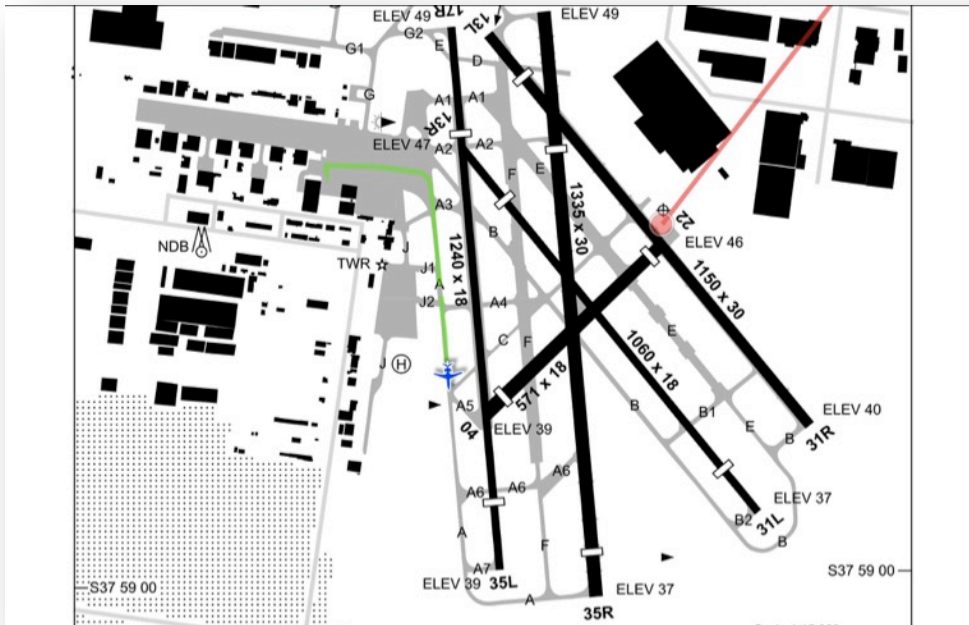 ELEV 49
17R
13L
ELEV 49
G2
G1
E
D
G
A1
A1
13R
ELEV 47
A2
A2
F
E
A3
1335 x 30
B
22
ELEV 46
NDB
J
1240 x 18
TWR
J1
A
1150 x 30
J2
A4
E
C
F
1060 x 18
J
H
571 x 18
A5
B
B1
ELEV 40
04
ELEV 39
E
B
31R
A6
A6
A6
ELEV 37
B2
31L
A
F
B
S37 59 00
A7
ELEV 39
35L
ELEV 37
S37 59 00
A
35R